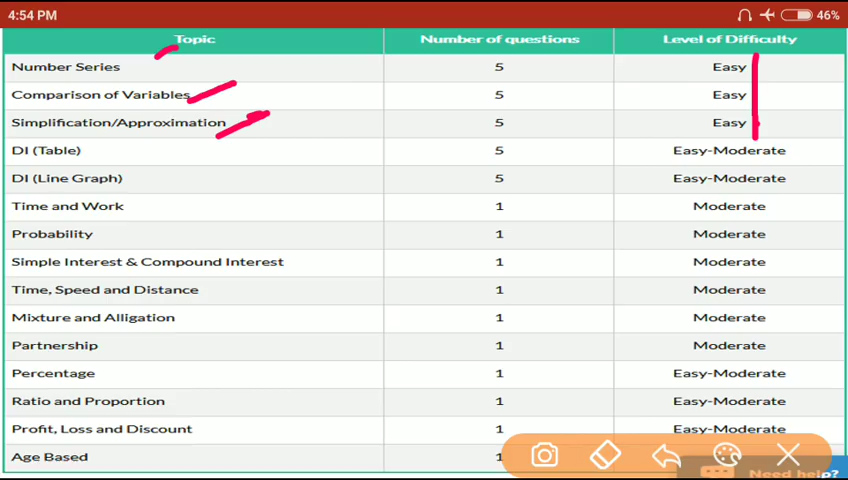 4:54 PM 46%
Topic Number of questions Level of Difficulty
Number Series 5 Easy
Comparison of Variables 5 Easy
Simplification/Approximation 5 Easy
DI (Table) 5 Easy-Moderate
DI (Line Graph) 5 Easy-Moderate
Time and Work 1 Moderate
Probability 1 Moderate
Simple Interest & Compound Interest 1 Moderate
Time, Speed and Distance 1 Moderate
Mixture and Alligation 1 Moderate
Partnership 1 Moderate
Percentage 1 Easy-Moderate
Ratio and Proportion 1 Easy-Moderate
Profit, Loss and Discount 1 Easy-Moderate
Age Based 1
Need help?